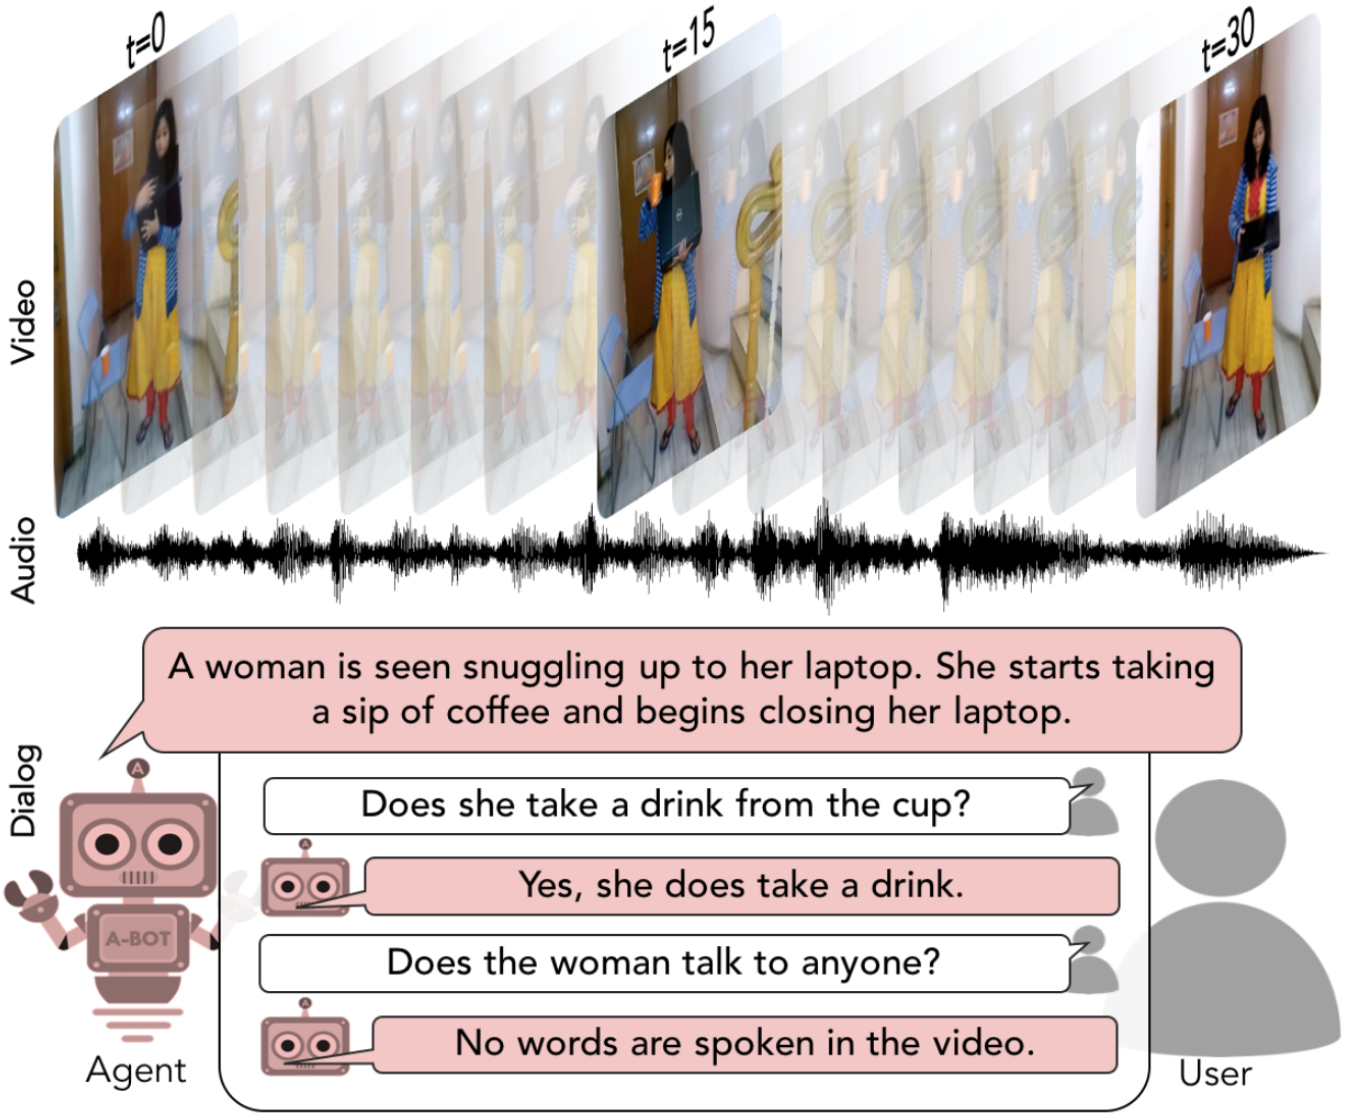 t=0
t=15
t=30
Video
Audio
Dialog
A woman is seen snuggling up to her laptop. She starts taking
a sip of coffee and begins closing her laptop.
Does she take a drink from the cup?
A
Yes, she does take a drink.
Does the woman talk to anyone?
A
No words are spoken in the video.
A
A-BOT
Agent
User